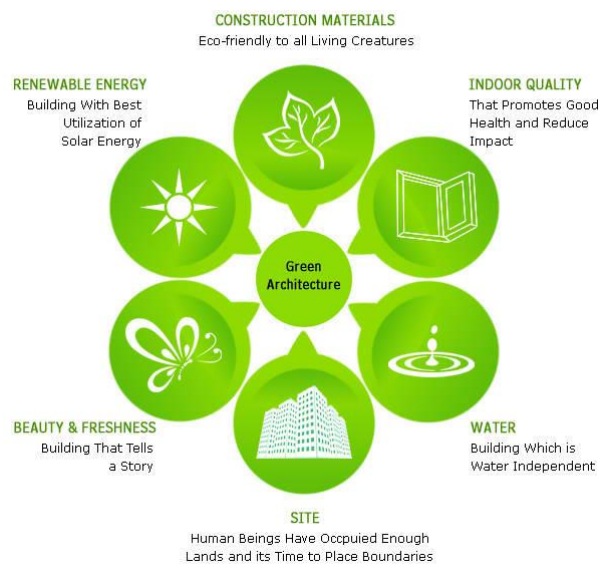 CONSTRUCTION MATERIALS
Eco-friendly to all Living Creatures
RENEWABLE ENERGY
Building With Best
Utilization of
Solar Energy
INDOOR QUALITY
That Promotes Good
Health and Reduce
Impact
Green
Architecture
BEAUTY & FRESHNESS
Building That Tells
a Story
WATER
Building Which is
Water Independent
SITE
Human Beings Have Occpuied Enough
Lands and its Time to Place Boundaries